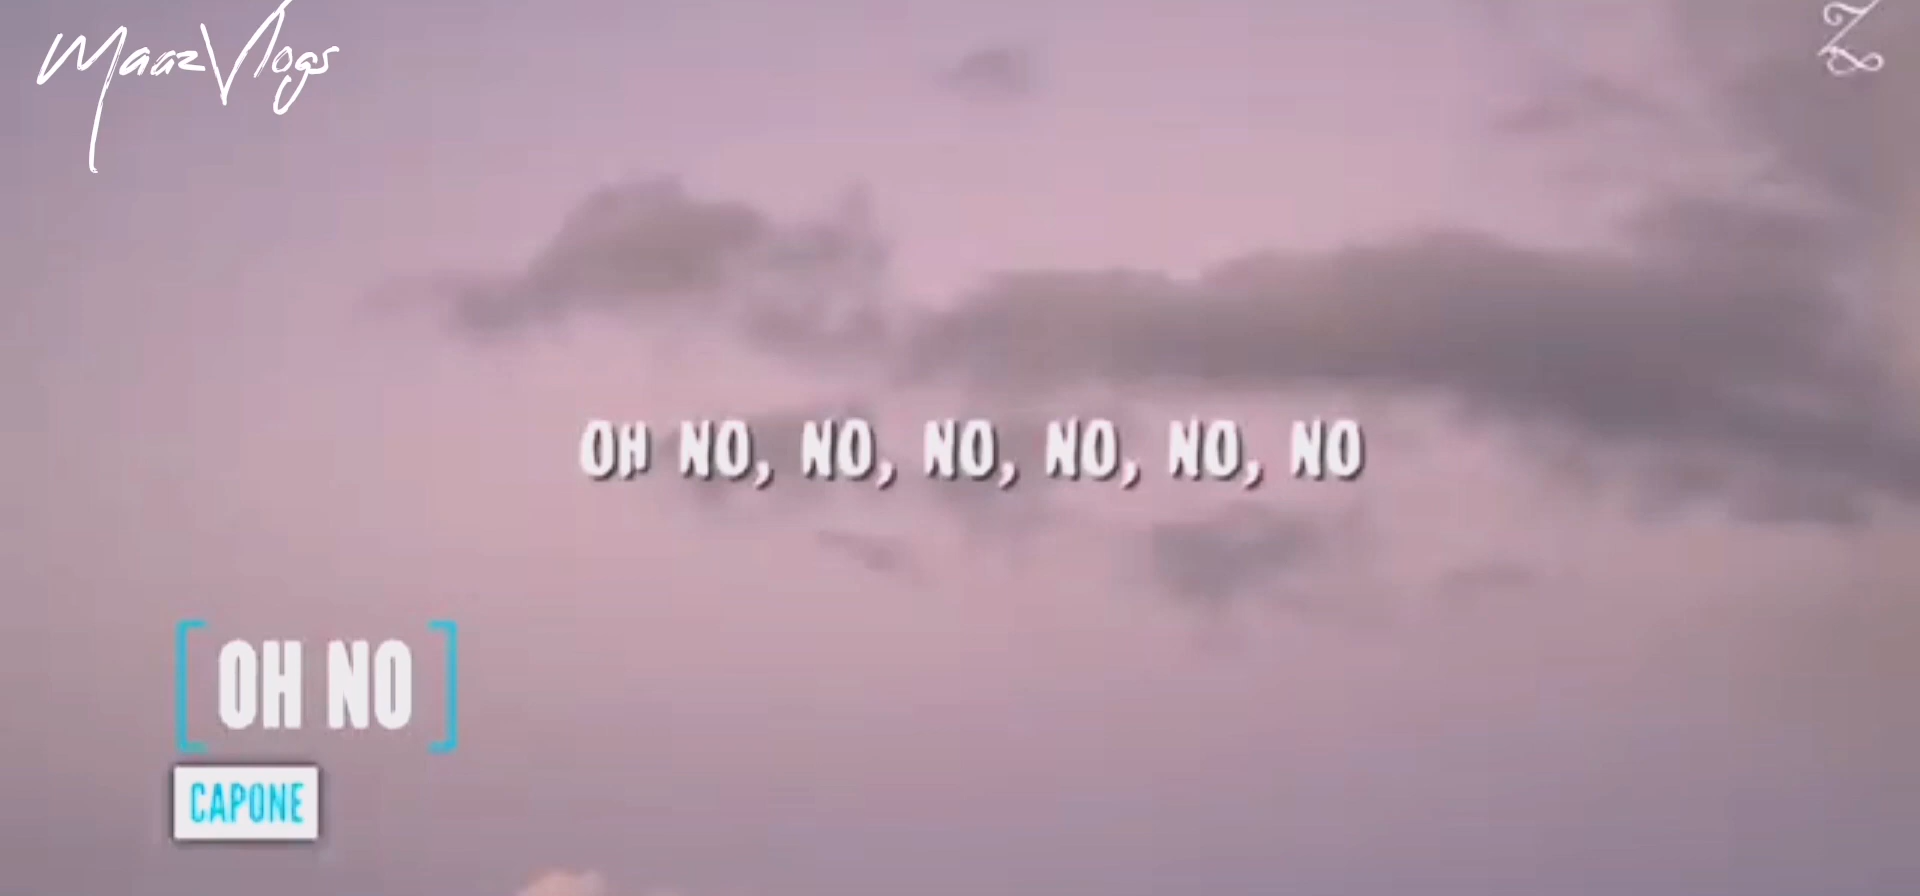 MaazVlogs
Z
OH NO, NO, NO, NO, NO, NO
[ OH NO ]
CAPONE